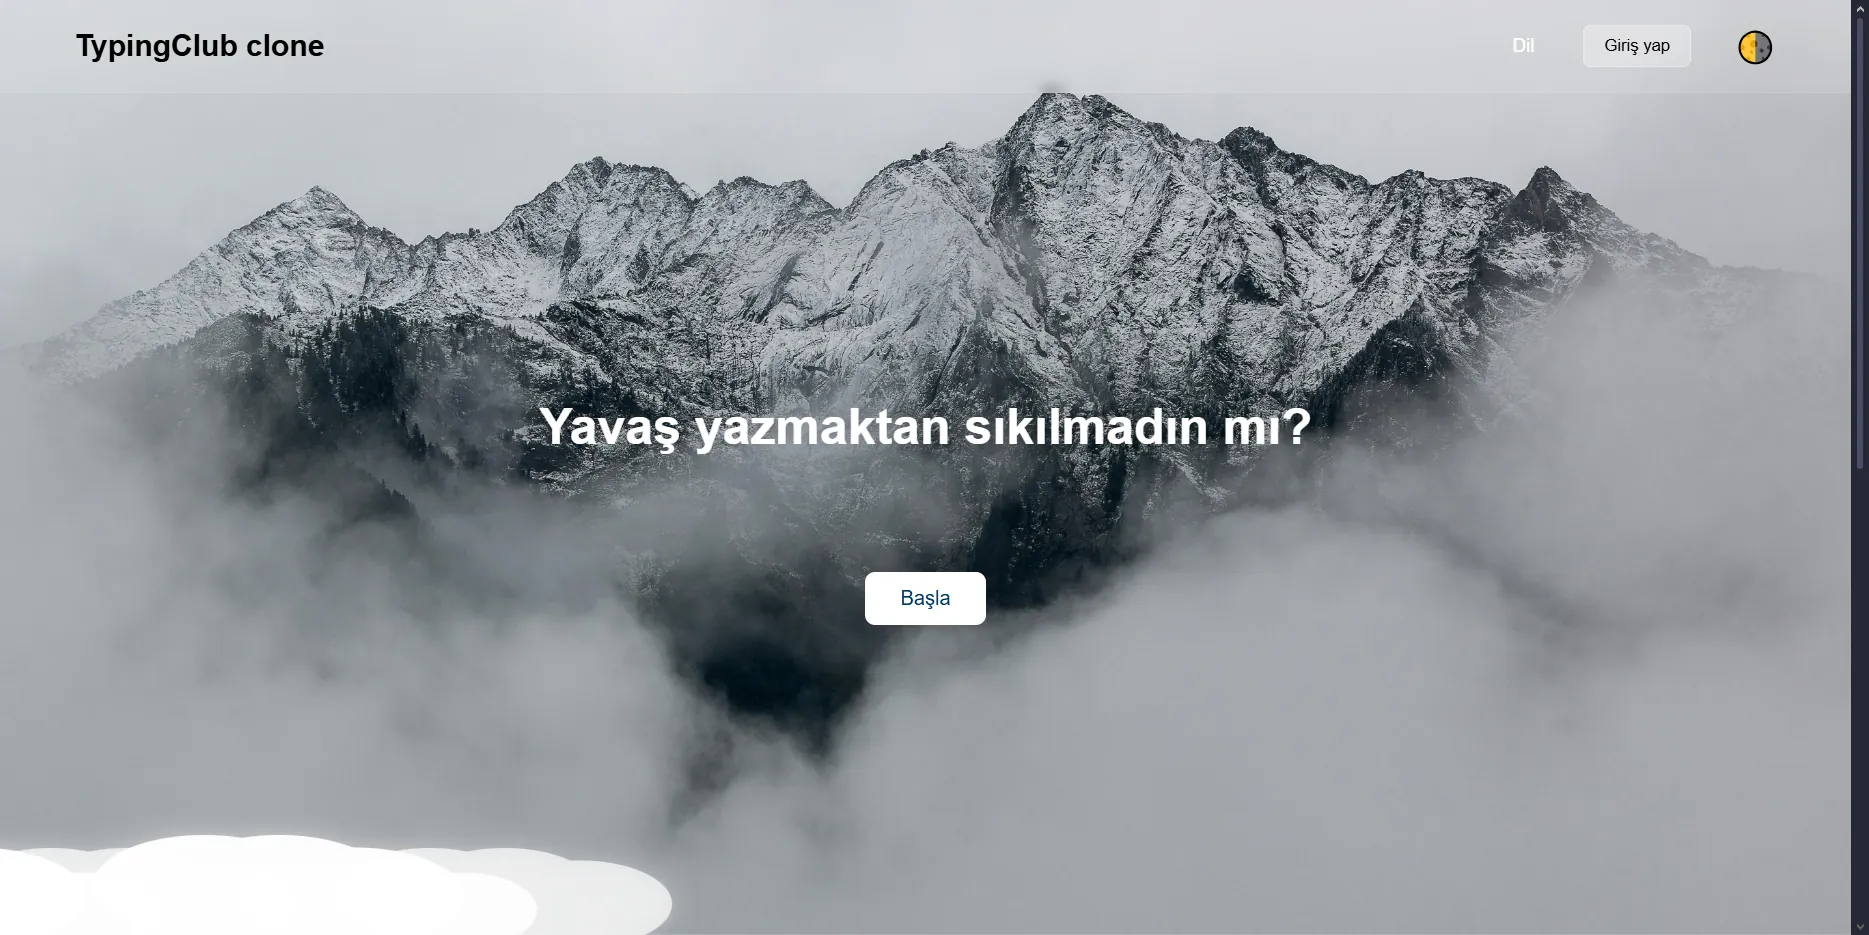 TypingClub clone
Dil
Giriş yap
Yavaş yazmaktan sıkılmadın mı?
Başla